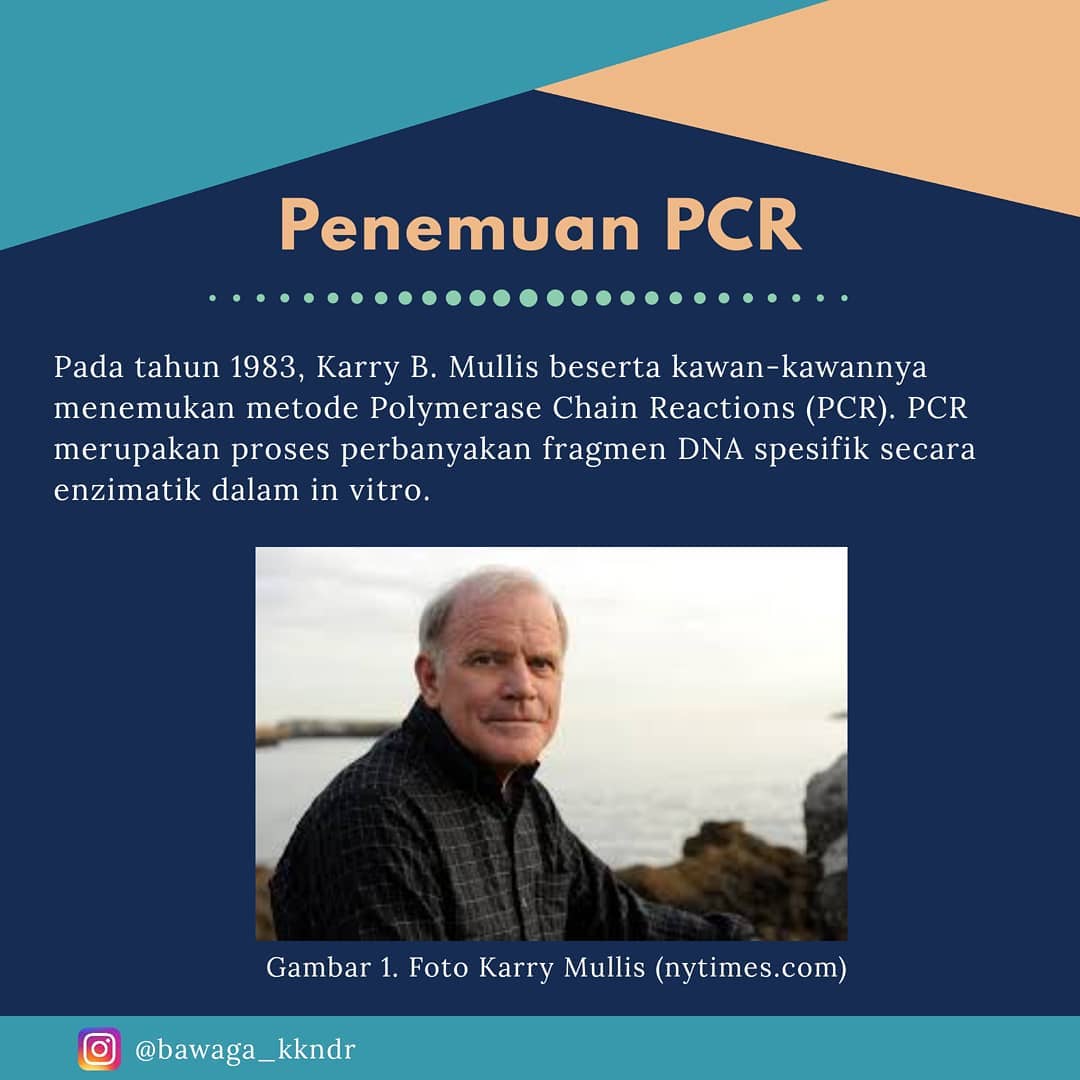 Penemuan PCR
Pada tahun 1983, Karry B. Mullis beserta kawan-kawannya
menemukan metode Polymerase Chain Reactions (PCR). PCR
merupakan proses perbanyakan fragmen DNA spesifik secara
enzimatik dalam in vitro.
Gambar 1. Foto Karry Mullis (nytimes.com)
@bawaga_kkndr